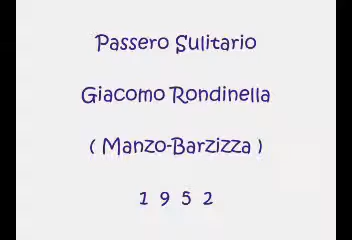 Passero Sulitario
Giacomo Rondinella
( Manzo-Barzizza )
1 9 5 2